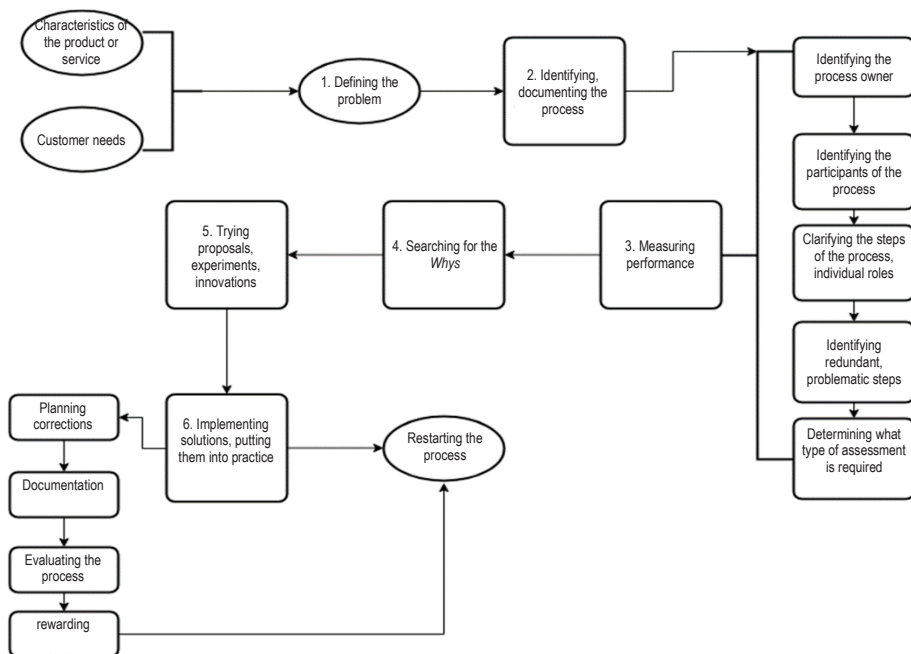 Characteristics of
the product or
service
Customer needs
1. Defining the
problem
2. Identifying,
documenting the
process
Identifying the
process owner
Identifying the
participants of the
process
Clarifying the steps
of the process,
individual roles
Identifying
redundant,
problematic steps
Determining what
type of assessment
is required
3. Measuring
performance
4. Searching for the
Whys
5. Trying
proposals,
experiments,
innovations
6. Implementing
solutions, putting
them into practice
Restarting the
process
Planning
corrections
Documentation
Evaluating the
process
rewarding